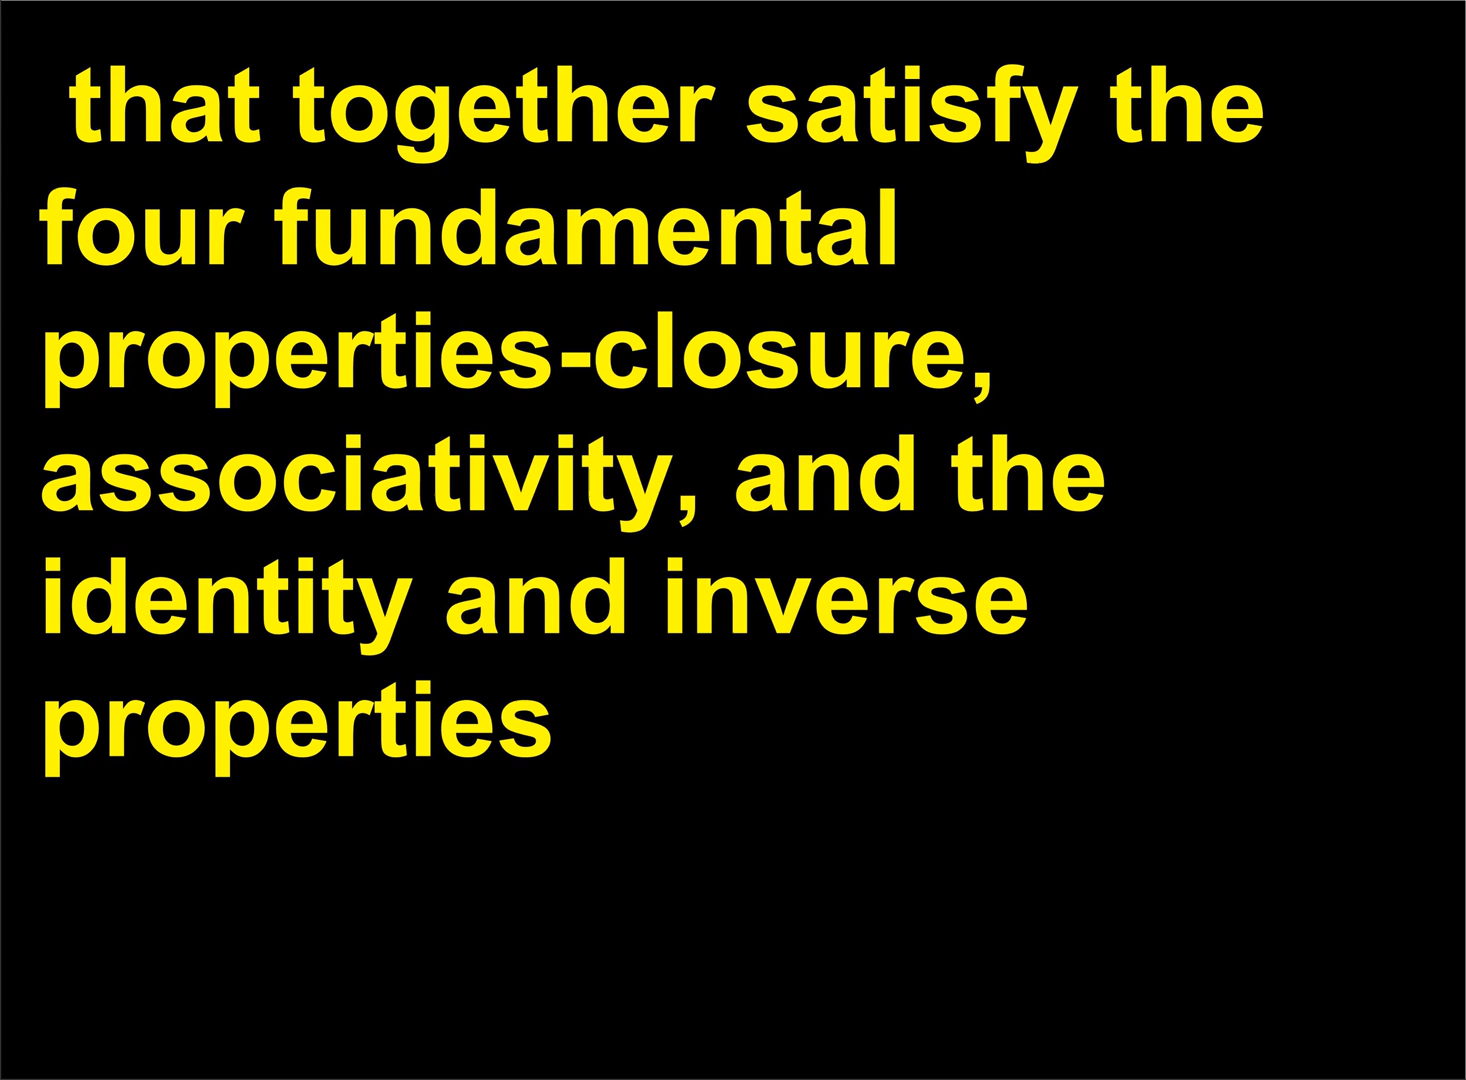 that together satisfy the
four fundamental
properties-closure,
associativity, and the
identity and inverse
properties